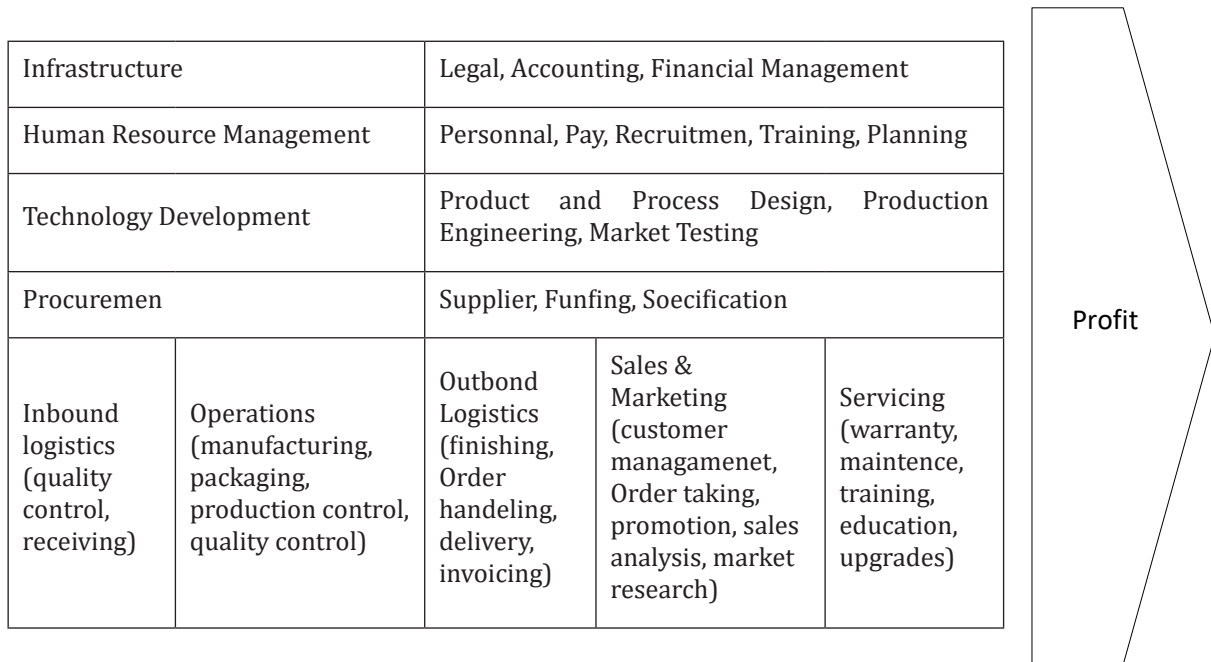 Infrastructure
Legal, Accounting, Financial Management
Human Resource Management
Personnal, Pay, Recruitmen, Training, Planning
Technology Development
Product and Process Design, Production
Engineering, Market Testing
Procuremen
Supplier, Funfing, Soecification
Inbound
logistics
(quality
control,
receiving)
Operations
(manufacturing,
packaging,
production control,
quality control)
Outbond
Logistics
(finishing,
Order
handeling,
delivery,
invoicing)
Sales &
Marketing
(customer
managamenet,
Order taking,
promotion, sales
analysis, market
research)
Servicing
(warranty,
maintence,
training,
education,
upgrades)
Profit